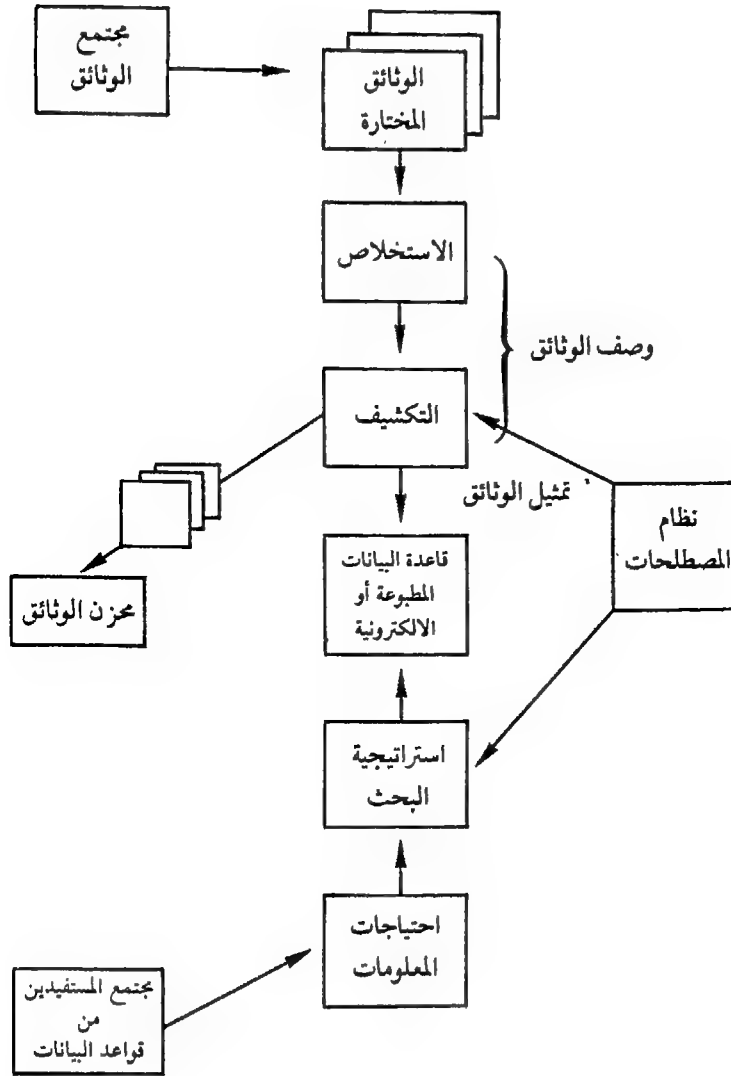 مجتمع
الوثائق
الوثائق
المختارة
الاستخلاص
وصف الوثائق
التكشيف
تمثيل الوثائق
نظام
المصطلحات
مخزن الوثائق
قاعدة البيانات
المطبوعة أو
الالكترونية
استراتيجية
البحث
احتياجات
المعلومات
مجتمع المستفيدين
من
قواعد البيانات